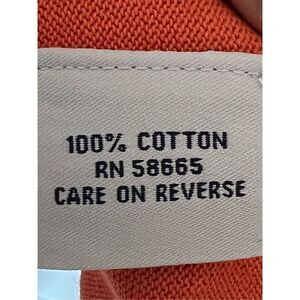 100% COTTON
RN 58665
CARE ON REVERSE